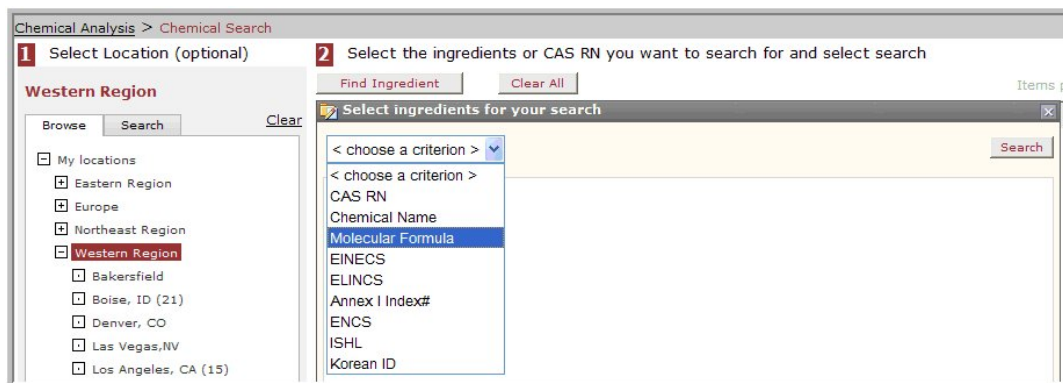 Chemical Analysis > Chemical Search
1 Select Location (optional)
2 Select the ingredients or CAS RN you want to search for and select search
Find Ingredient Clear All
Items
Western Region
Select ingredients for your search
Browse Search Clear
< choose a criterion > Search
My locations
Eastern Region
Europe
Northeast Region
Western Region
Bakersfield
Boise, ID (21)
Denver, CO
Las Vegas,NV
Los Angeles, CA (15)
< choose a criterion >
CAS RN
Chemical Name
Molecular Formula
EINECS
ELINCS
Annex I Index#
ENCS
ISHL
Korean ID